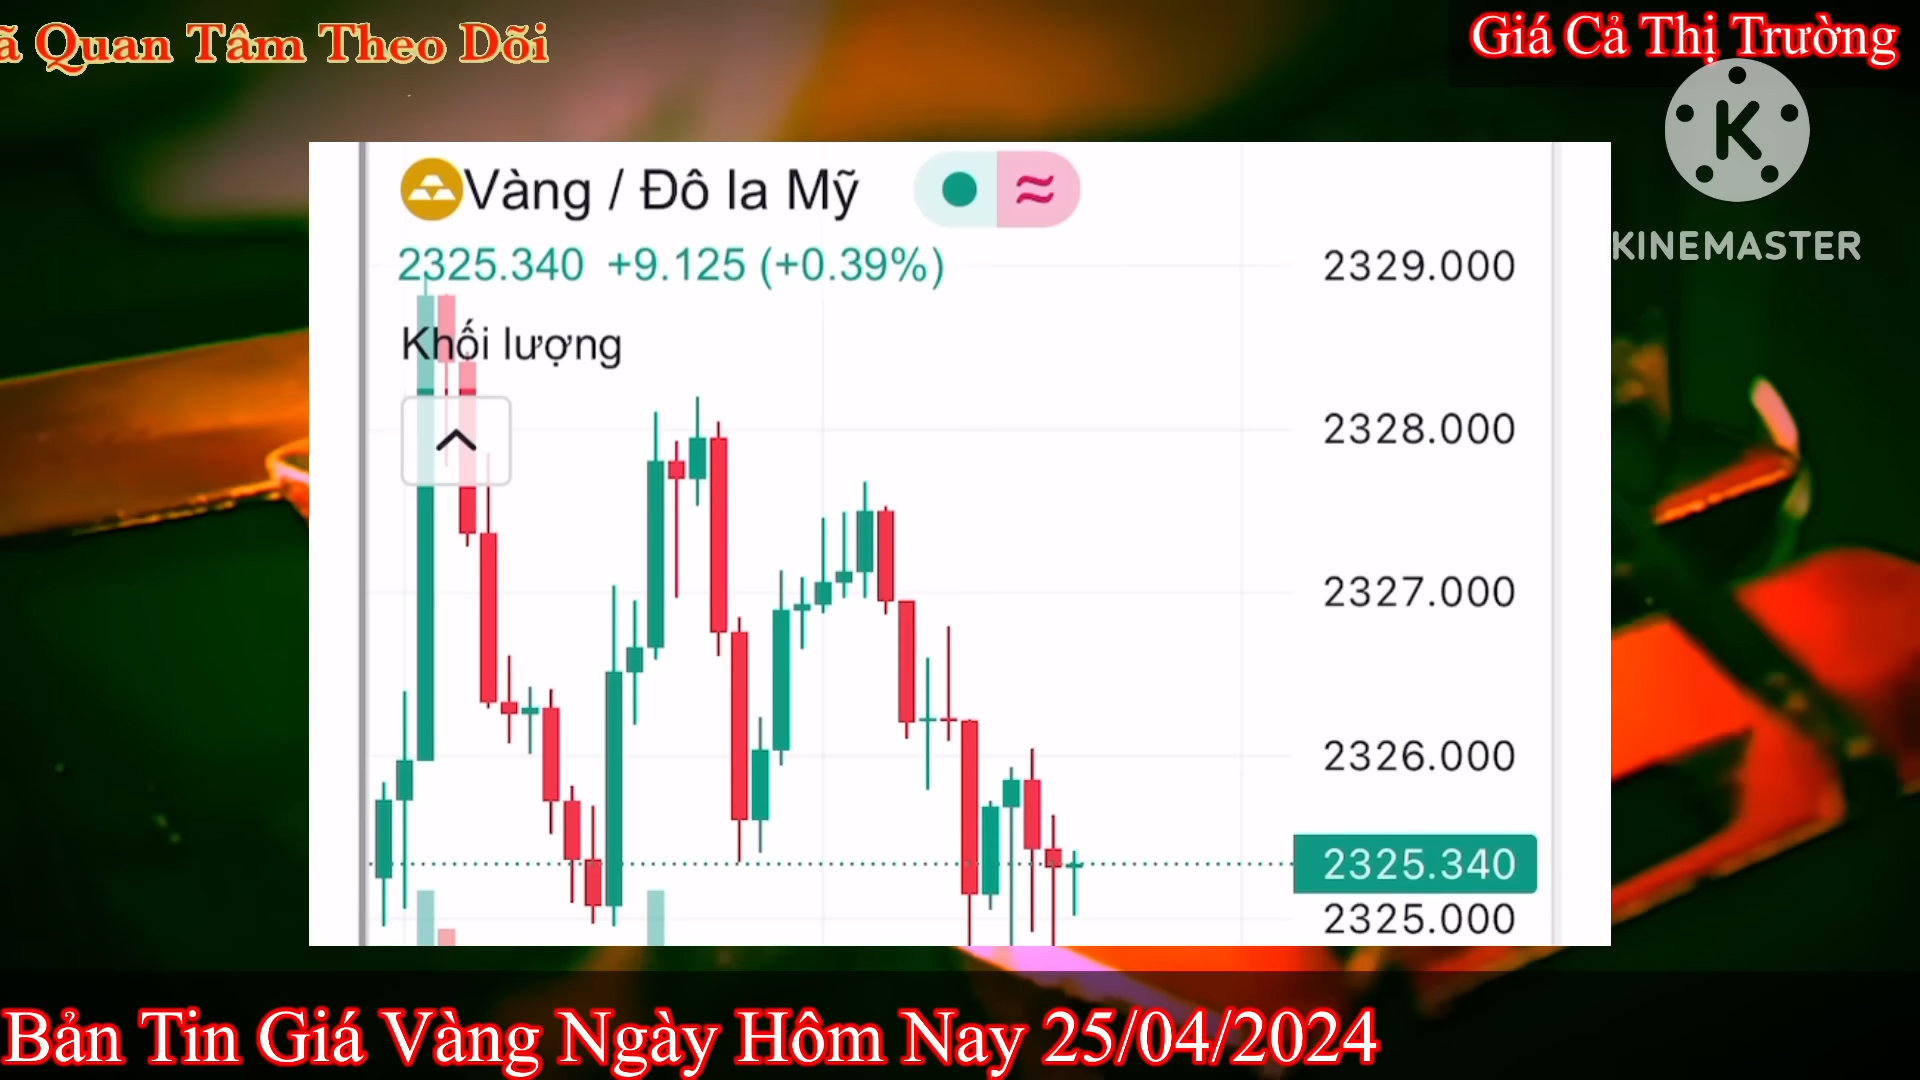 ã Quan Tâm Theo Dõi
Giá Cả Thị Trường
K
KINEMASTER
Vàng / Đô la Mỹ
2325.340 +9.125 (+0.39%)
Khối lượng
2329.000
2328.000
2327.000
2326.000
2325.340
2325.000
Bản Tin Giá Vàng Ngày Hôm Nay 25/04/2024